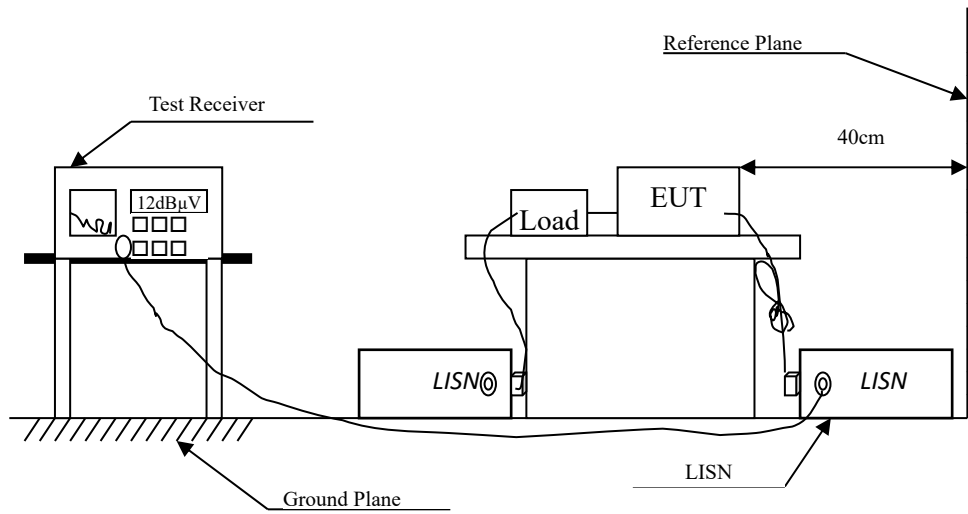 Reference Plane
Test Receiver
40cm
12dBµV
Load
EUT
LISN
LISN
LISN
Ground Plane